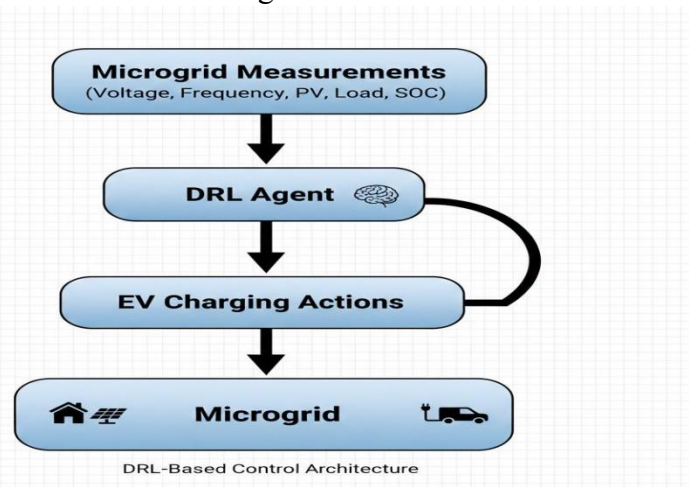 Microgrid Measurements
(Voltage, Frequency, PV, Load, SOC)
DRL Agent
EV Charging Actions
Microgrid
DRL-Based Control Architecture